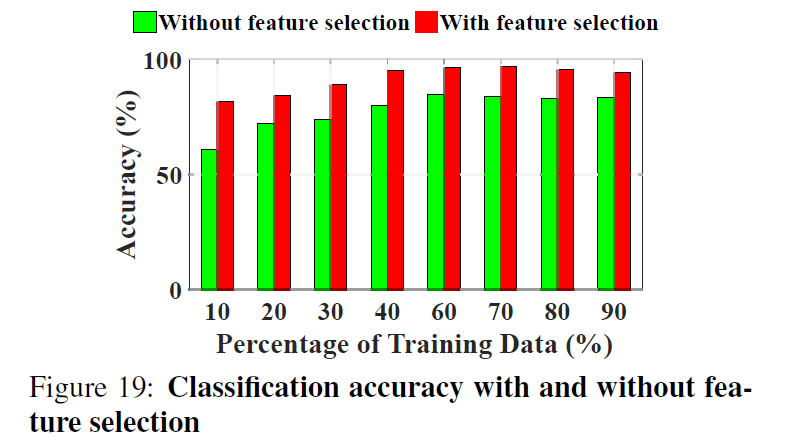 Without feature selection With feature selection
100
50
0
Accuracy (%)
10 20 30 40 60 70 80 90
Percentage of Training Data (%)
Figure 19: Classification accuracy with and without fea-
ture selection